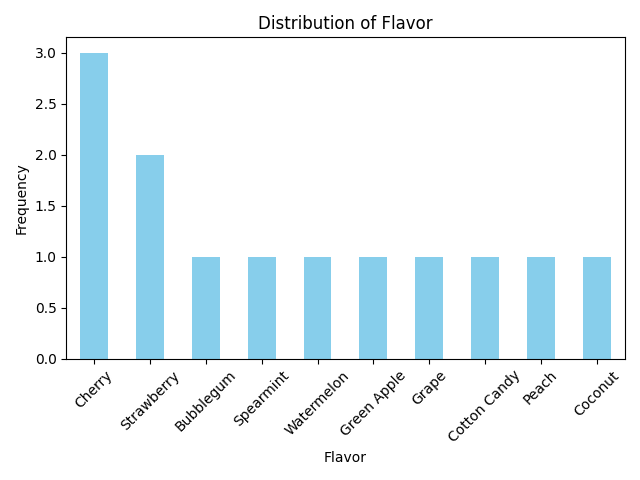 Distribution of Flavor
Frequency
3.0
2.5
2.0
1.5
1.0
0.5
0.0
Cherry
Strawberry
Bubblegum
Spearmint
Watermelon
Green Apple
Grape
Cotton Candy
Peach
Coconut
Flavor